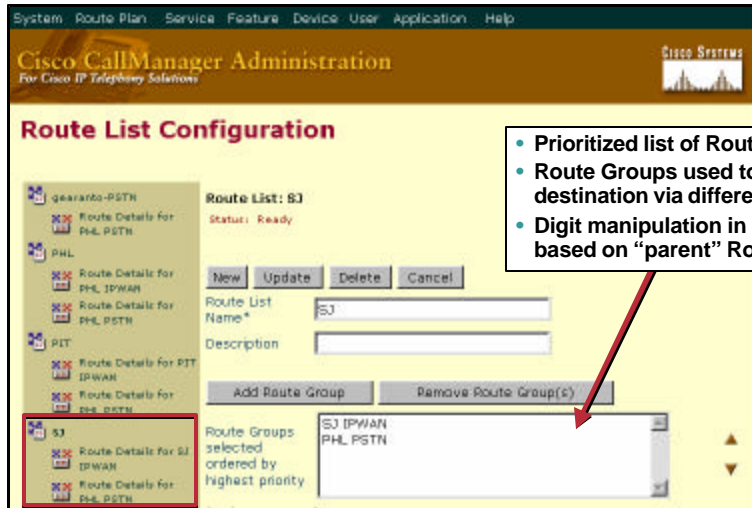 System Route Plan Service Feature Device User Application Help
Cisco CallManager Administration
For Cisco IP Telephony Solutions
CISCO SYSTEMS
Route List Configuration
• Prioritized list of Rout
• Route Groups used to
destination via differe
• Digit manipulation in
based on “parent” Ro
gearanto-PSTN
Route Details for
PHL PSTN
PHL
Route Details for
PHL IPWAN
Route Details for
PHL PSTN
PIT
Route Details for PIT
IPWAN
Route Details for
PHL PSTN
SJ
Route Details for SJ
IPWAN
Route Details for
PHL PSTN
Route List: SJ
Status: Ready
New Update Delete Cancel
Route List
Name*
SJ
Description
Add Route Group Remove Route Group(s)
Route Groups
selected
ordered by
highest priority
SJ IPWAN
PHL PSTN